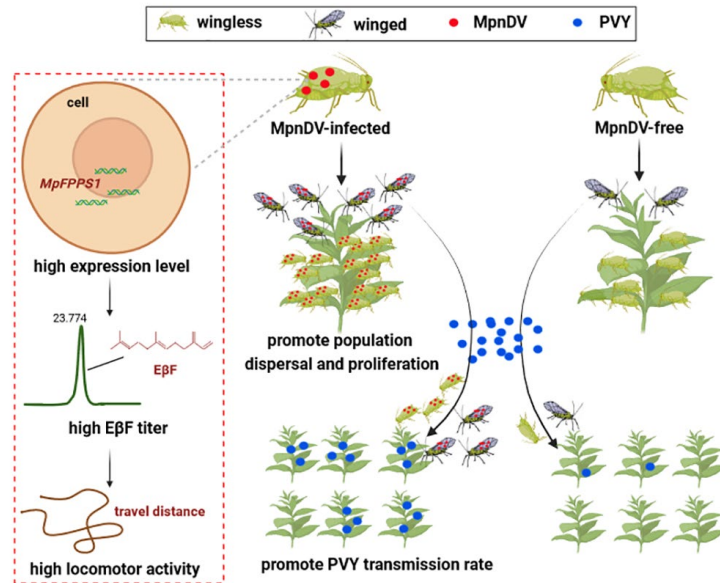 wingless winged MpnDV PVY
cell
MpFPPS1
high expression level
23.774
EβF
high EβF titer
travel distance
high locomotor activity
MpnDV-infected
MpnDV-free
promote population
dispersal and proliferation
promote PVY transmission rate